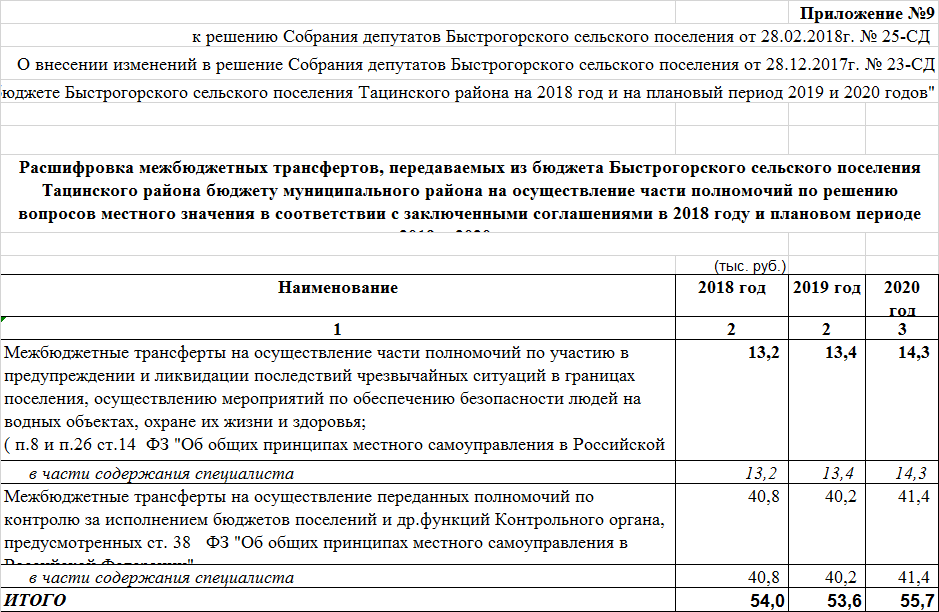 Приложение №9
к решению Собрания депутатов Быстрогорского сельского поселения от 28.02.2018г. № 25-СД
О внесении изменений в решение Собрания депутатов Быстрогорского сельского поселения от 28.12.2017г. № 23-СД
юджете Быстрогорского сельского поселения Тацинского района на 2018 год и на плановый период 2019 и 2020 годов"
Расшифровка межбюджетных трансфертов, передаваемых из бюджета Быстрогорского сельского поселения
Тацинского района бюджету муниципального района на осуществление части полномочий по решению
вопросов местного значения в соответствии с заключенными соглашениями в 2018 году и плановом периоде
(тыс. руб.)
Наименование 2018 год 2019 год 2020
год
1 2 2 3
Межбюджетные трансферты на осуществление части полномочий по участию в 13,2 13,4 14,3
предупреждении и ликвидации последствий чрезвычайных ситуаций в границах
поселения, осуществлению мероприятий по обеспечению безопасности людей на
водных объектах, охране их жизни и здоровья;
( п.8 и п.26 ст.14 ФЗ "Об общих принципах местного самоуправления в Российской
в части содержания специалиста 13,2 13,4 14,3
Межбюджетные трансферты на осуществление переданных полномочий по 40,8 40,2 41,4
контролю за исполнением бюджетов поселений и др.функций Контрольного органа,
предусмотренных ст. 38 ФЗ "Об общих принципах местного самоуправления в
в части содержания специалиста 40,8 40,2 41,4
ИТОГО 54,0 53,6 55,7